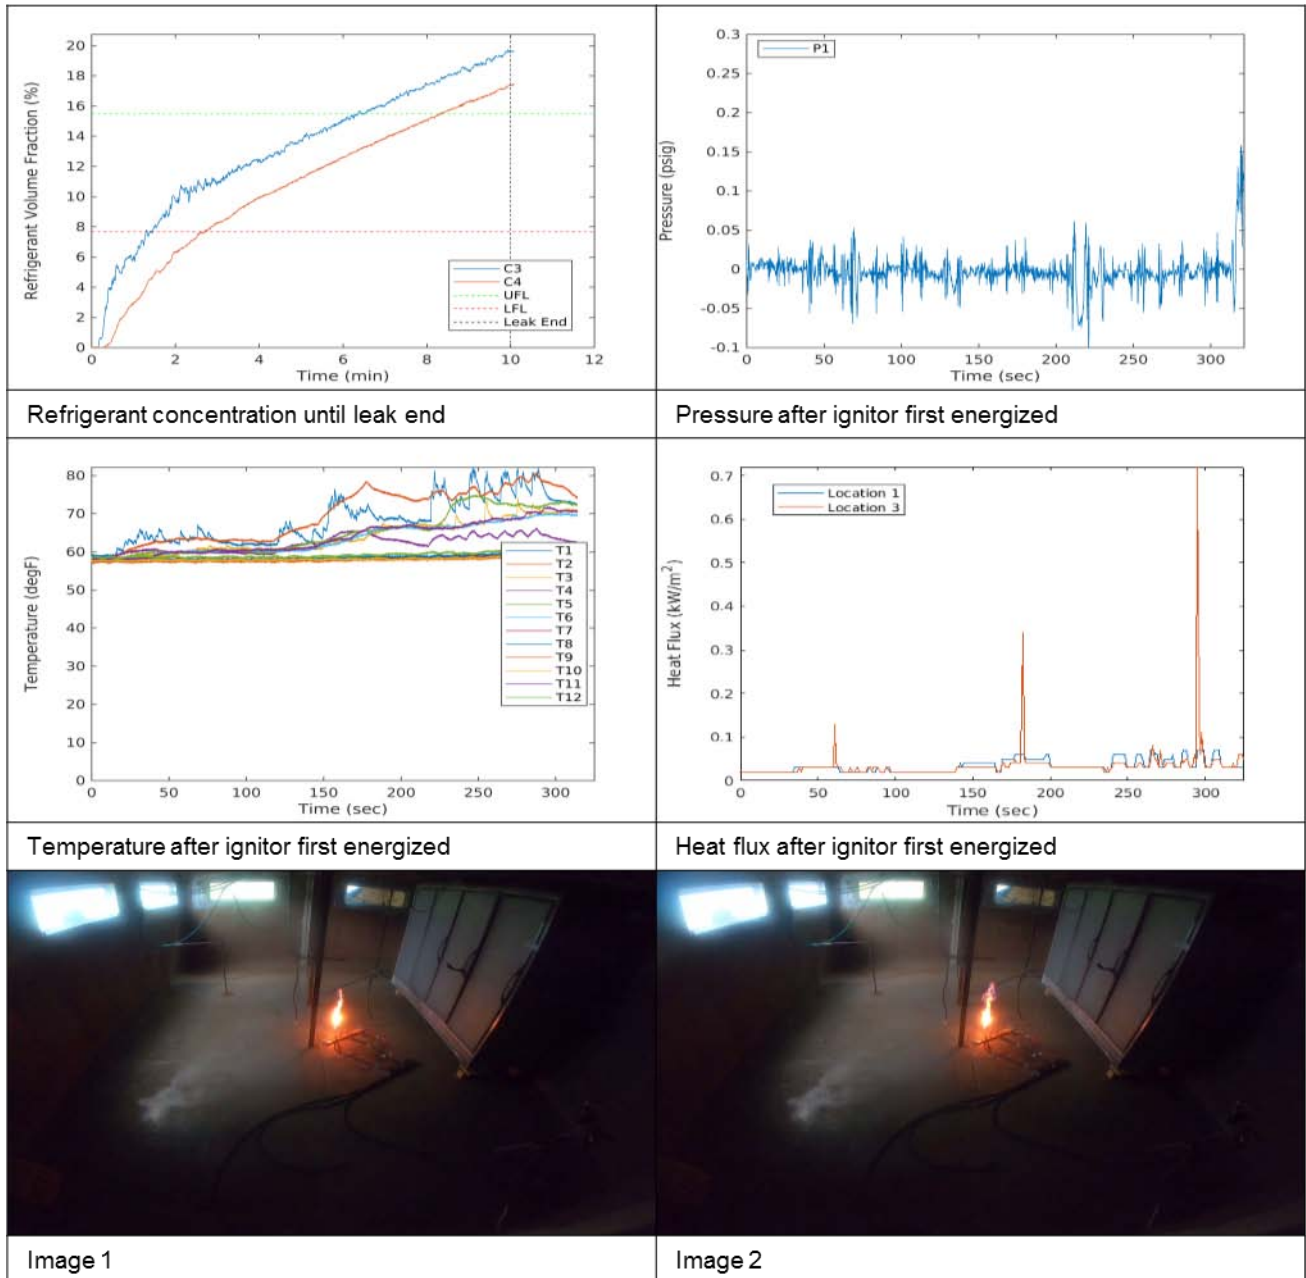 20
18
16
14
12
10
8
6
4
2
0
0 2 4 6 8 10 12
Refrigerant Volume Fraction (%)
Time (min)
C3
C4
UFL
LFL
Leak End
Refrigerant concentration until leak end
0.3
0.25
0.2
0.15
0.1
0.05
0
-0.05
-0.1
0 50 100 150 200 250 300
Pressure (psig)
Time (sec)
P1
Pressure after ignitor first energized
80
70
60
50
40
30
20
10
0
0 50 100 150 200 250 300
Temperature (degF)
Time (sec)
T1
T2
T3
T4
T5
T6
T7
T8
T9
T10
T11
T12
Temperature after ignitor first energized
0.7
0.6
0.5
0.4
0.3
0.2
0.1
0
0 50 100 150 200 250 300
Heat Flux (kW/m²)
Time (sec)
Location 1
Location 3
Heat flux after ignitor first energized
Image 1
Image 2